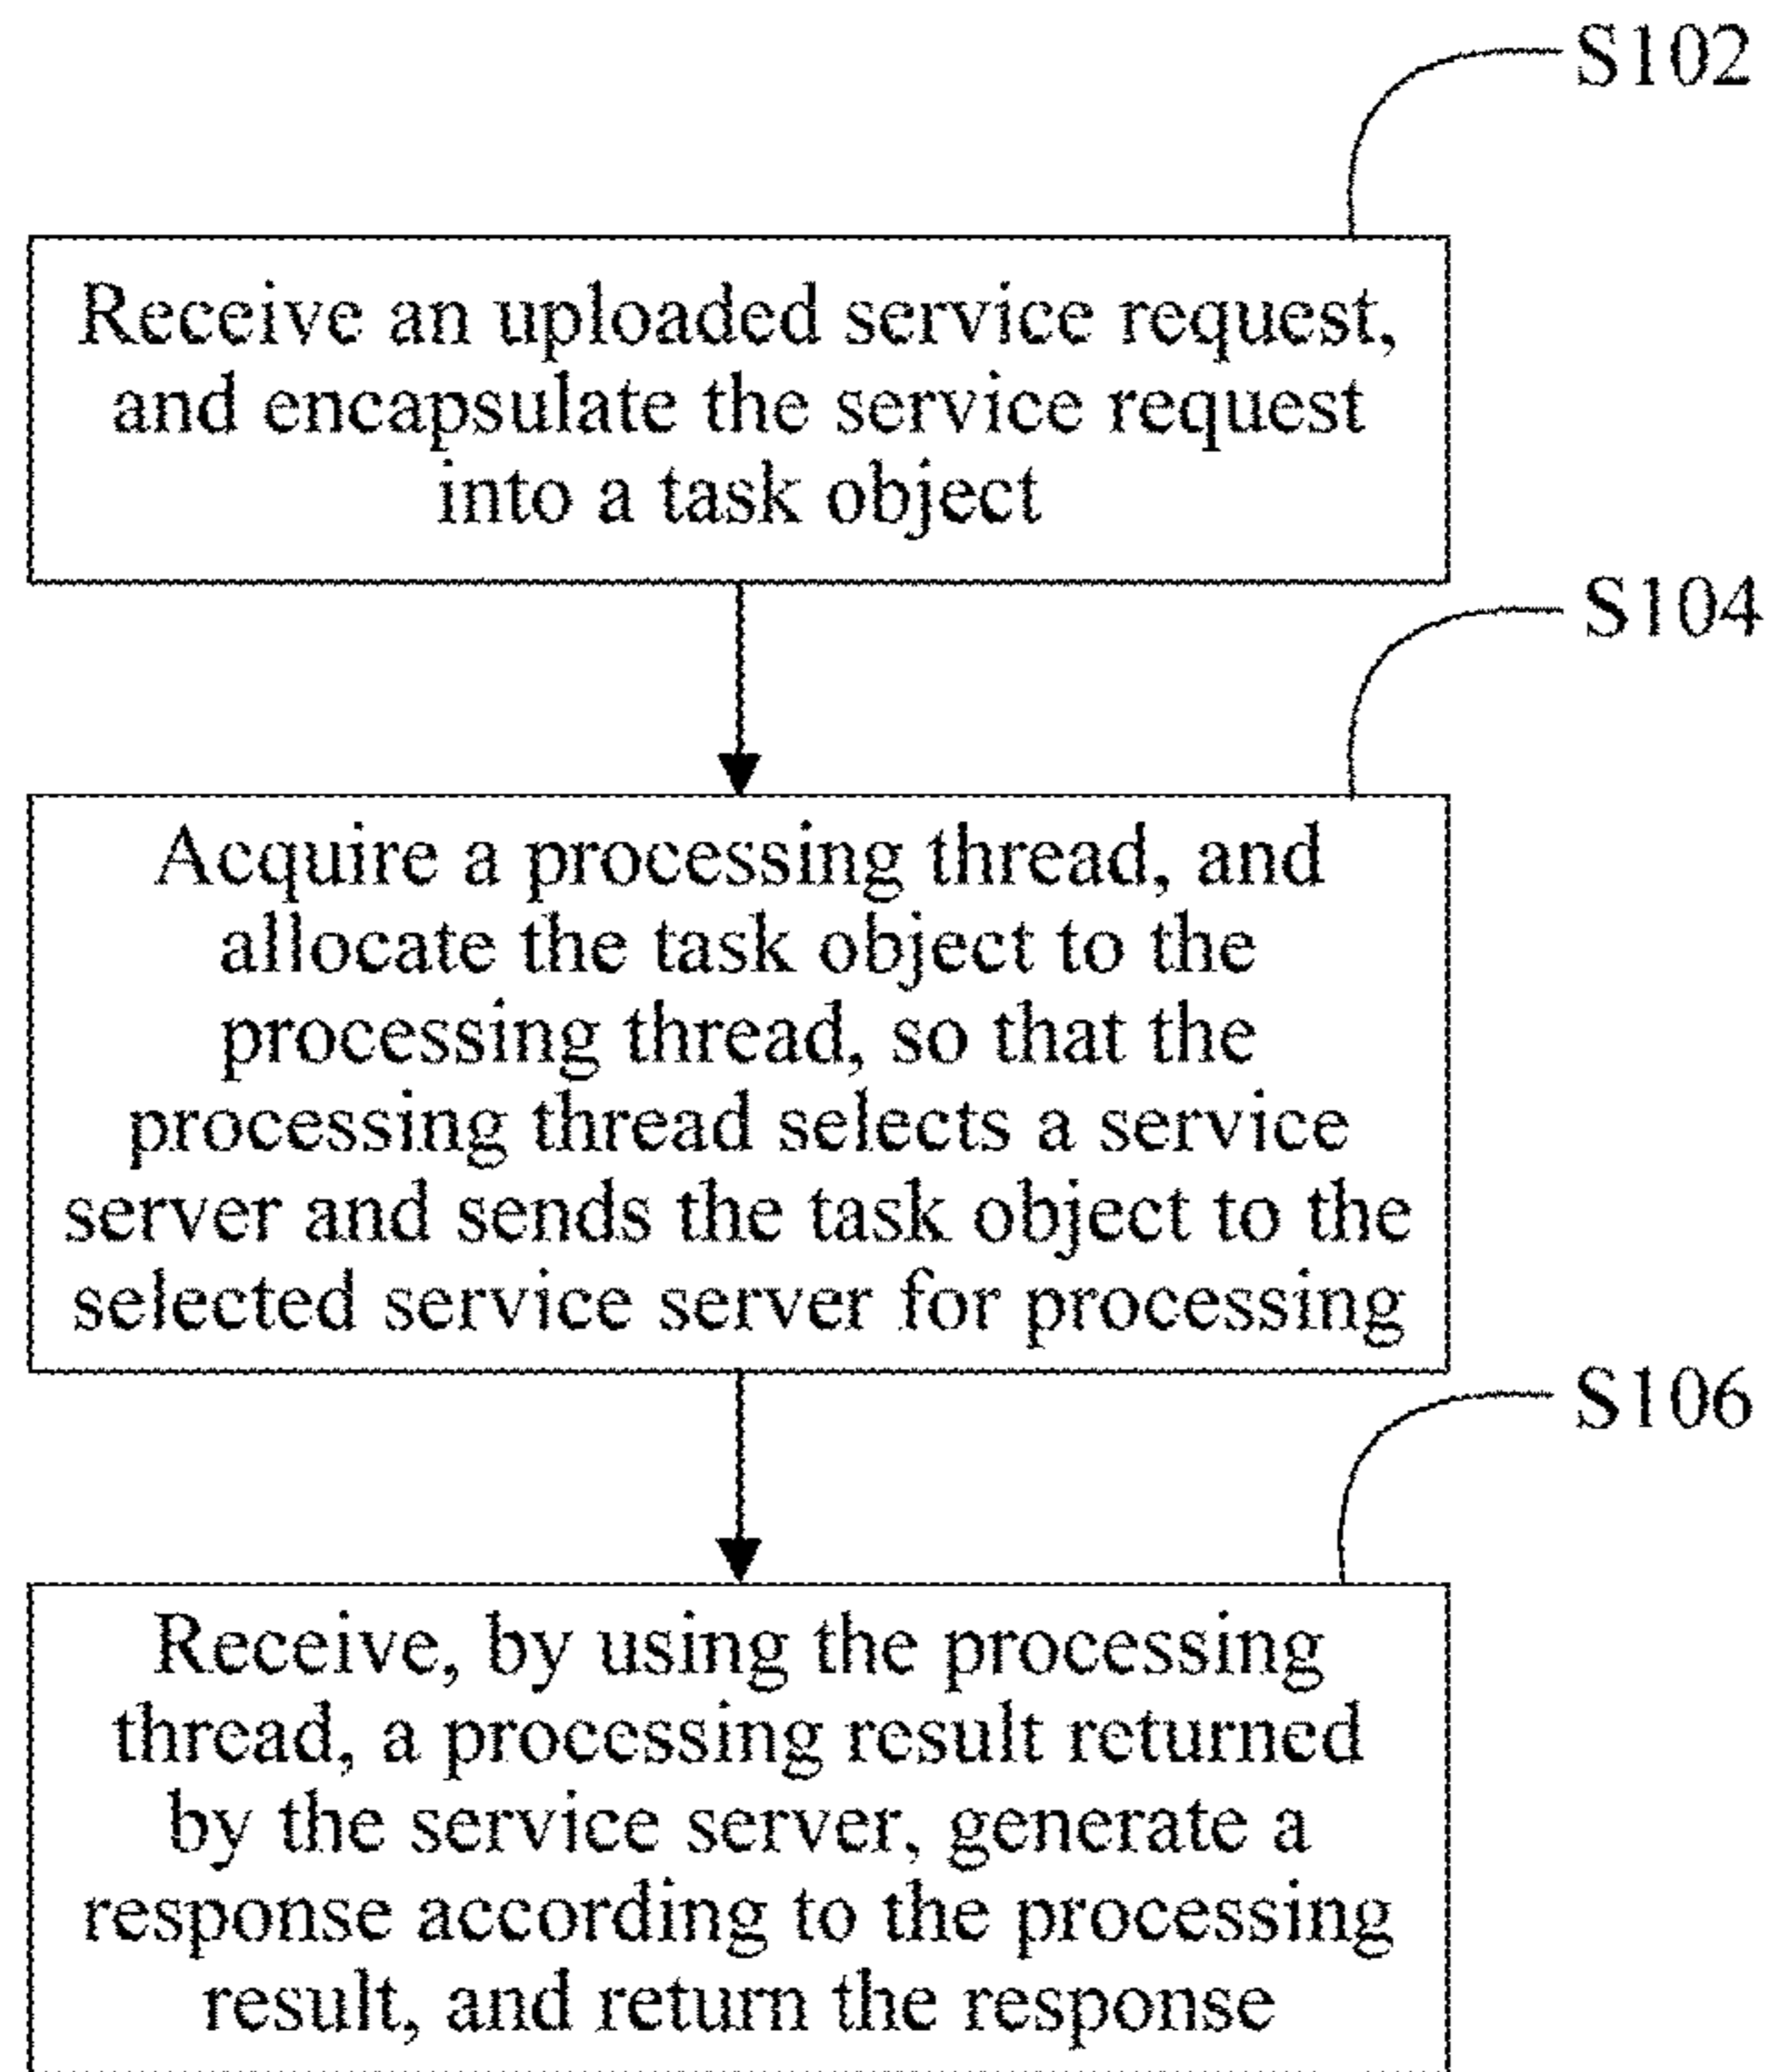 S102
Receive an uploaded service request,
and encapsulate the service request
into a task object
S104
Acquire a processing thread, and
allocate the task object to the
processing thread, so that the
processing thread selects a service
server and sends the task object to the
selected service server for processing
S106
Receive, by using the processing
thread, a processing result returned
by the service server, generate a
response according to the processing
result, and return the response